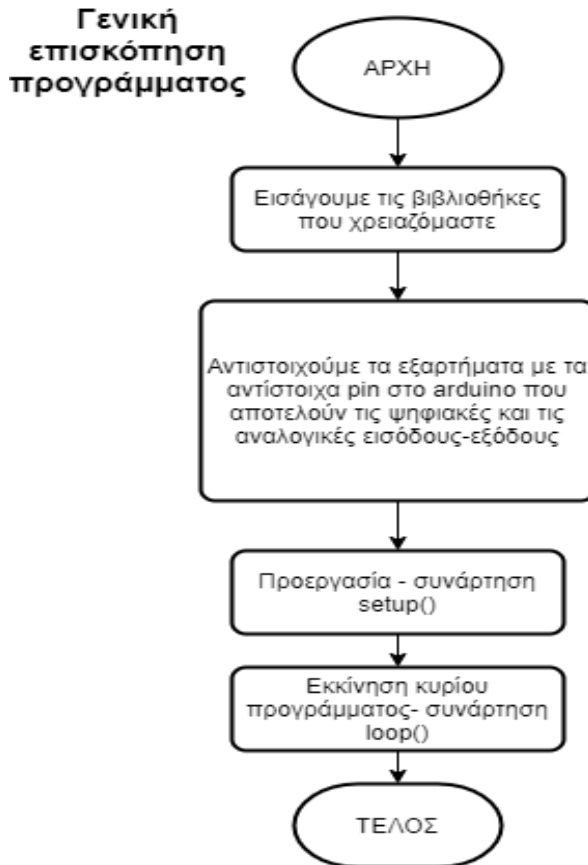 Γενική
επισκόπηση
προγράμματος
ΑΡΧΗ
Εισάγουμε τις βιβλιοθήκες
που χρειαζόμαστε
Αντιστοιχούμε τα εξαρτήματα με τα
αντίστοιχα pin στο arduino που
αποτελούν τις ψηφιακές και τις
αναλογικές εισόδους-εξόδους
Προεργασία - συνάρτηση
setup()
Εκκίνηση κυρίου
προγράμματος- συνάρτηση
loop()
ΤΕΛΟΣ